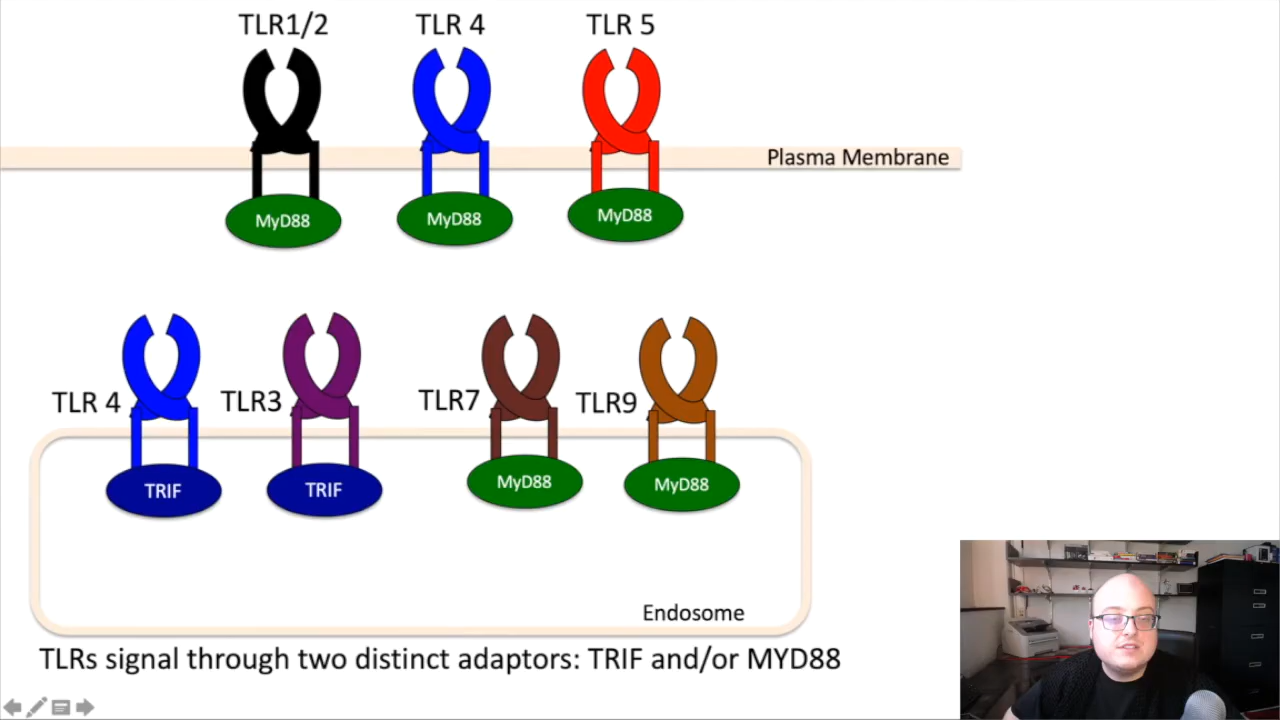 TLR1/2
TLR 4
TLR 5
Plasma Membrane
MyD88
MyD88
MyD88
TLR 4
TLR3
TLR7
TLR9
TRIF
TRIF
MyD88
MyD88
Endosome
TLRs signal through two distinct adaptors: TRIF and/or MYD88